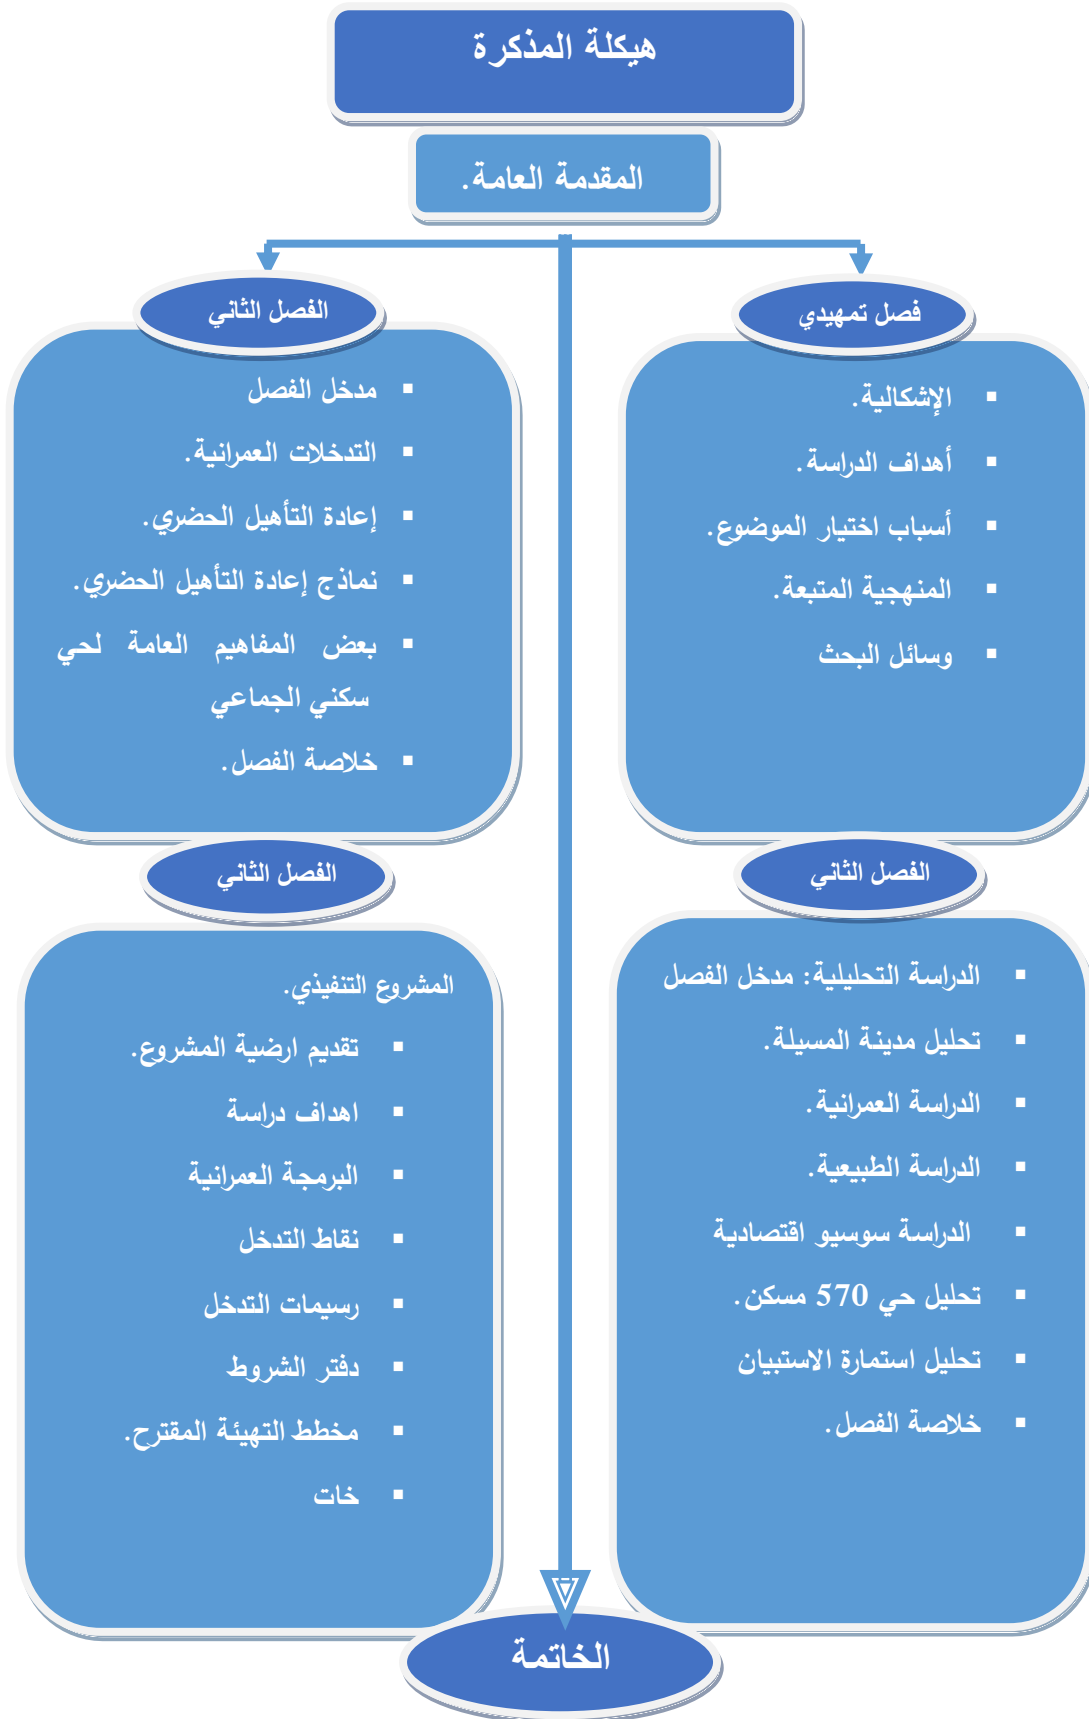 هيكلة المذكرة
المقدمة العامة.
فصل تمهيدي
▪ الإشكالية.
▪ أهداف الدراسة.
▪ أسباب اختيار الموضوع.
▪ المنهجية المتبعة.
▪ وسائل البحث
الفصل الثاني
▪ مدخل الفصل
▪ التدخلات العمرانية.
▪ إعادة التأهيل الحضري.
▪ نماذج إعادة التأهيل الحضري.
▪ بعض المفاهيم العامة لحي
سكني الجماعي
▪ خلاصة الفصل.
الفصل الثاني
▪ الدراسة التحليلية: مدخل الفصل
▪ تحليل مدينة المسيلة.
▪ الدراسة العمرانية.
▪ الدراسة الطبيعية.
▪ الدراسة سوسيو اقتصادية
▪ تحليل حي 570 مسكن.
▪ تحليل استمارة الاستبيان
▪ خلاصة الفصل.
الفصل الثاني
المشروع التنفيذي.
▪ تقديم ارضية المشروع.
▪ اهداف دراسة
▪ البرمجة العمرانية
▪ نقاط التدخل
▪ رسيمات التدخل
▪ دفتر الشروط
▪ مخطط التهيئة المقترح.
▪ خات
الخاتمة